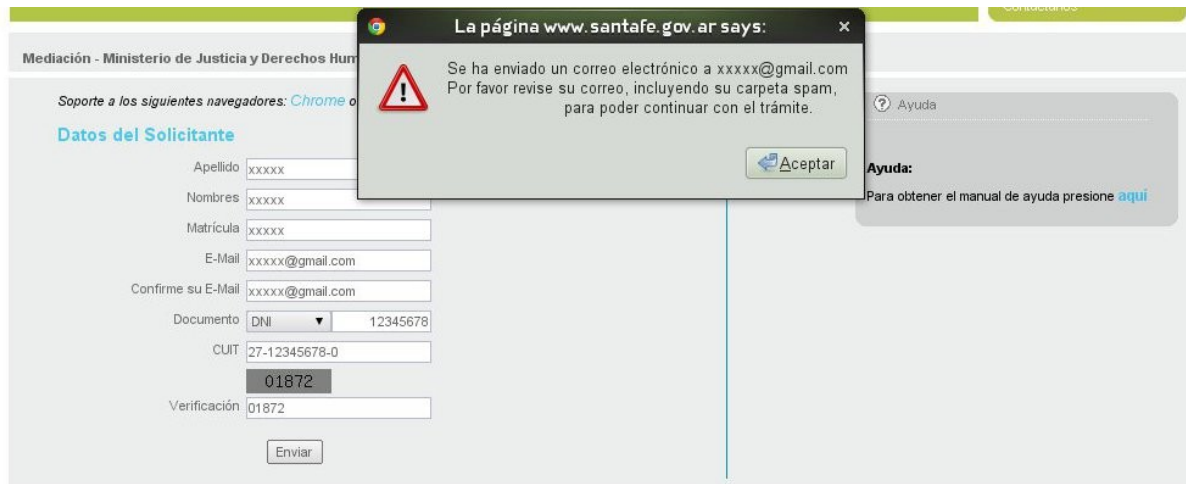 Contáctanos
La página www.santafe.gov.ar says:
Mediación - Ministerio de Justicia y Derechos Hum
Se ha enviado un correo electrónico a xxxxx@gmail.com
Por favor revise su correo, incluyendo su carpeta spam,
para poder continuar con el trámite.
Aceptar
Soporte a los siguientes navegadores: Chrome o
Ayuda
Datos del Solicitante
Apellido xxxxx
Ayuda:
Nombres xxxxx
Para obtener el manual de ayuda presione aquí
Matrícula xxxxx
E-Mail xxxxx@gmail.com
Confirme su E-Mail xxxxx@gmail.com
Documento DNI 12345678
CUIT 27-12345678-0
01872
Verificación 01872
Enviar